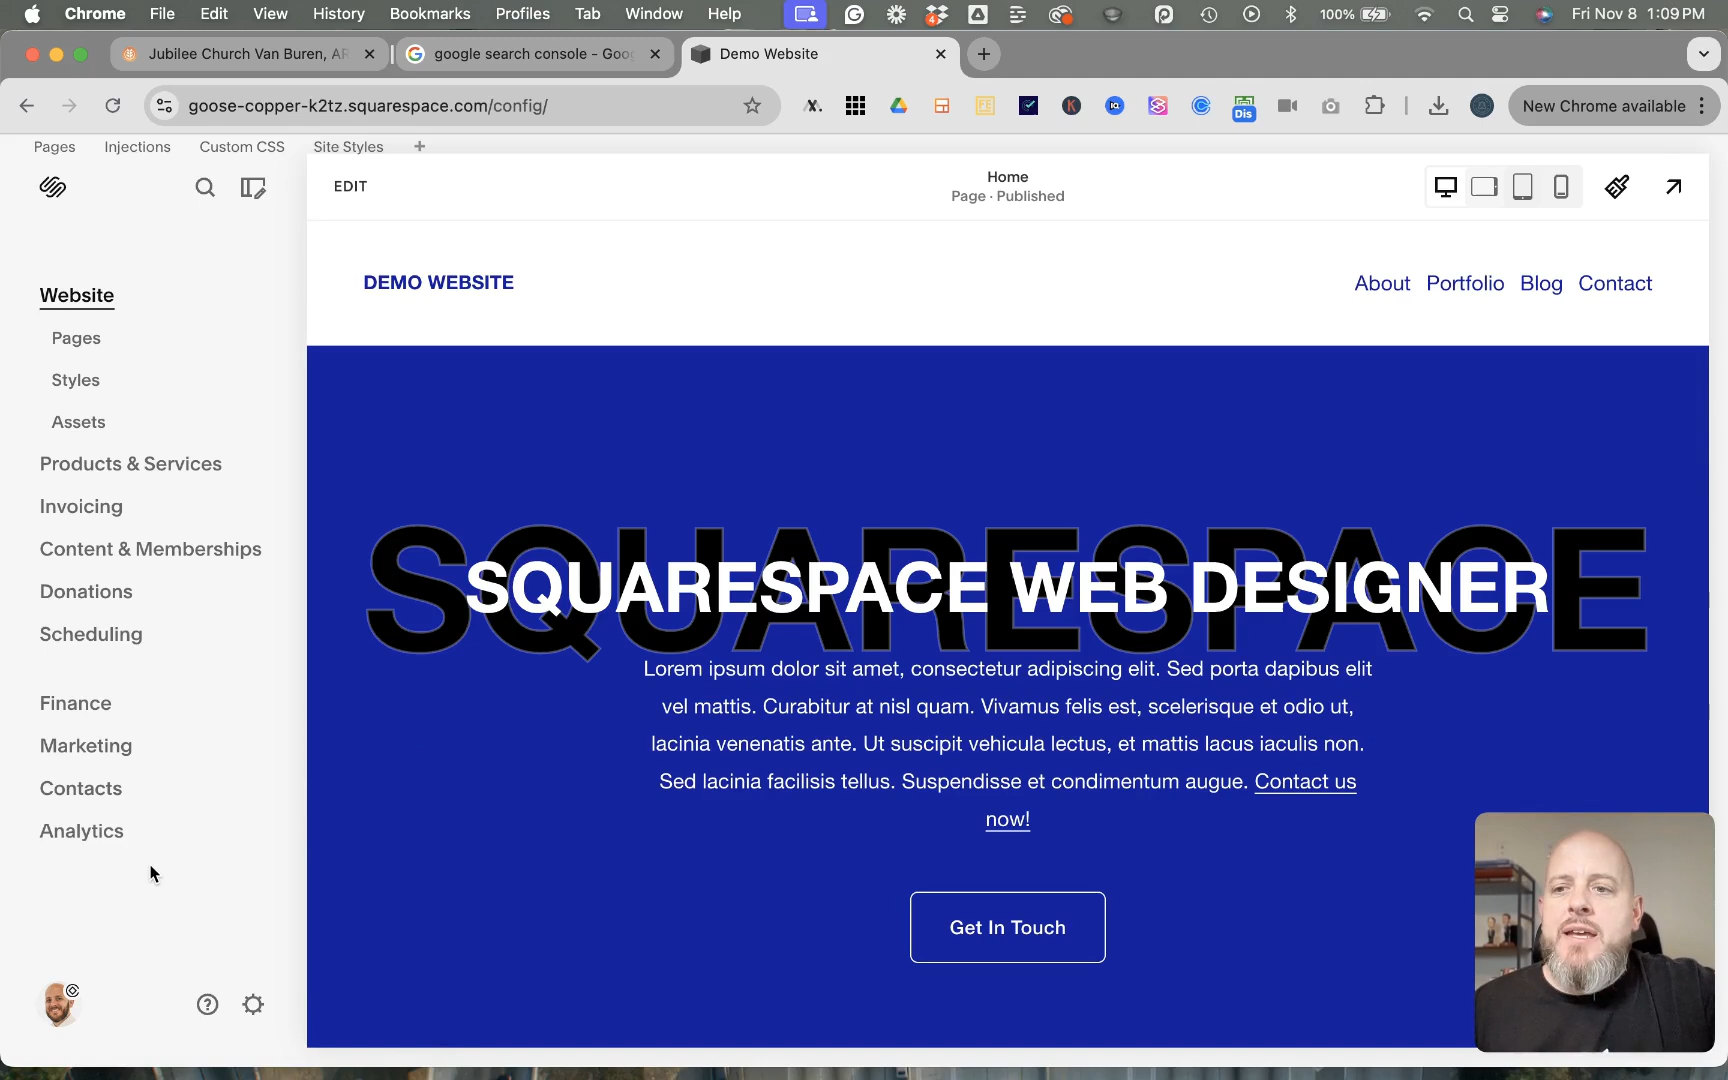 Chrome File Edit View History Bookmarks Profiles Tab Window Help 4 100% Fri Nov 8 1:09 PM
Jubilee Church Van Buren, AR google search console - Goo Demo Website
goose-copper-k2tz.squarespace.com/config/ Dis New Chrome available
Pages Injections Custom CSS Site Styles
EDIT
Home
Page · Published
Website
Pages
Styles
Assets
Products & Services
Invoicing
Content & Memberships
Donations
Scheduling
Finance
Marketing
Contacts
Analytics
DEMO WEBSITE
About Portfolio Blog Contact
SQUARESPACE
SQUARESPACE WEB DESIGNER
Lorem ipsum dolor sit amet, consectetur adipiscing elit. Sed porta dapibus elit
vel mattis. Curabitur at nisl quam. Vivamus felis est, scelerisque et odio ut,
lacinia venenatis ante. Ut suscipit vehicula lectus, et mattis lacus iaculis non.
Sed lacinia facilisis tellus. Suspendisse et condimentum augue. Contact us
now!
Get In Touch